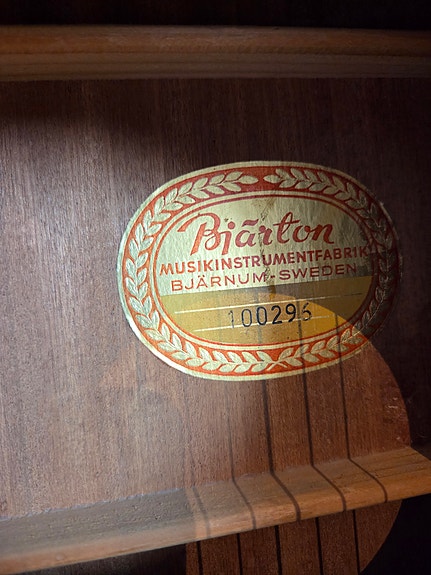 Bjärton
MUSIKINSTRUMENTFABRIK
BJÄRNUM-SWEDEN
100296